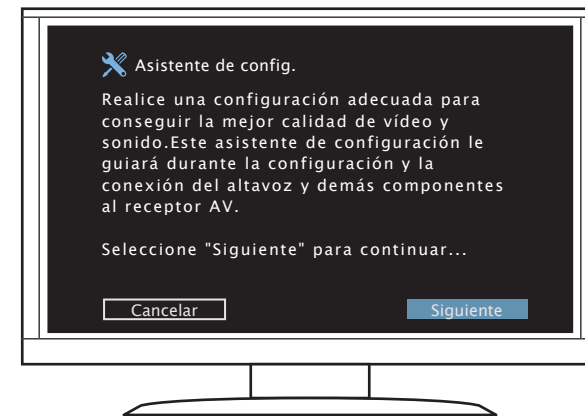 Asistente de config.
Realice una configuración adecuada para
conseguir la mejor calidad de vídeo y
sonido.Este asistente de configuración le
guiará durante la configuración y la
conexión del altavoz y demás componentes
al receptor AV.
Seleccione "Siguiente" para continuar...
Cancelar
Siguiente